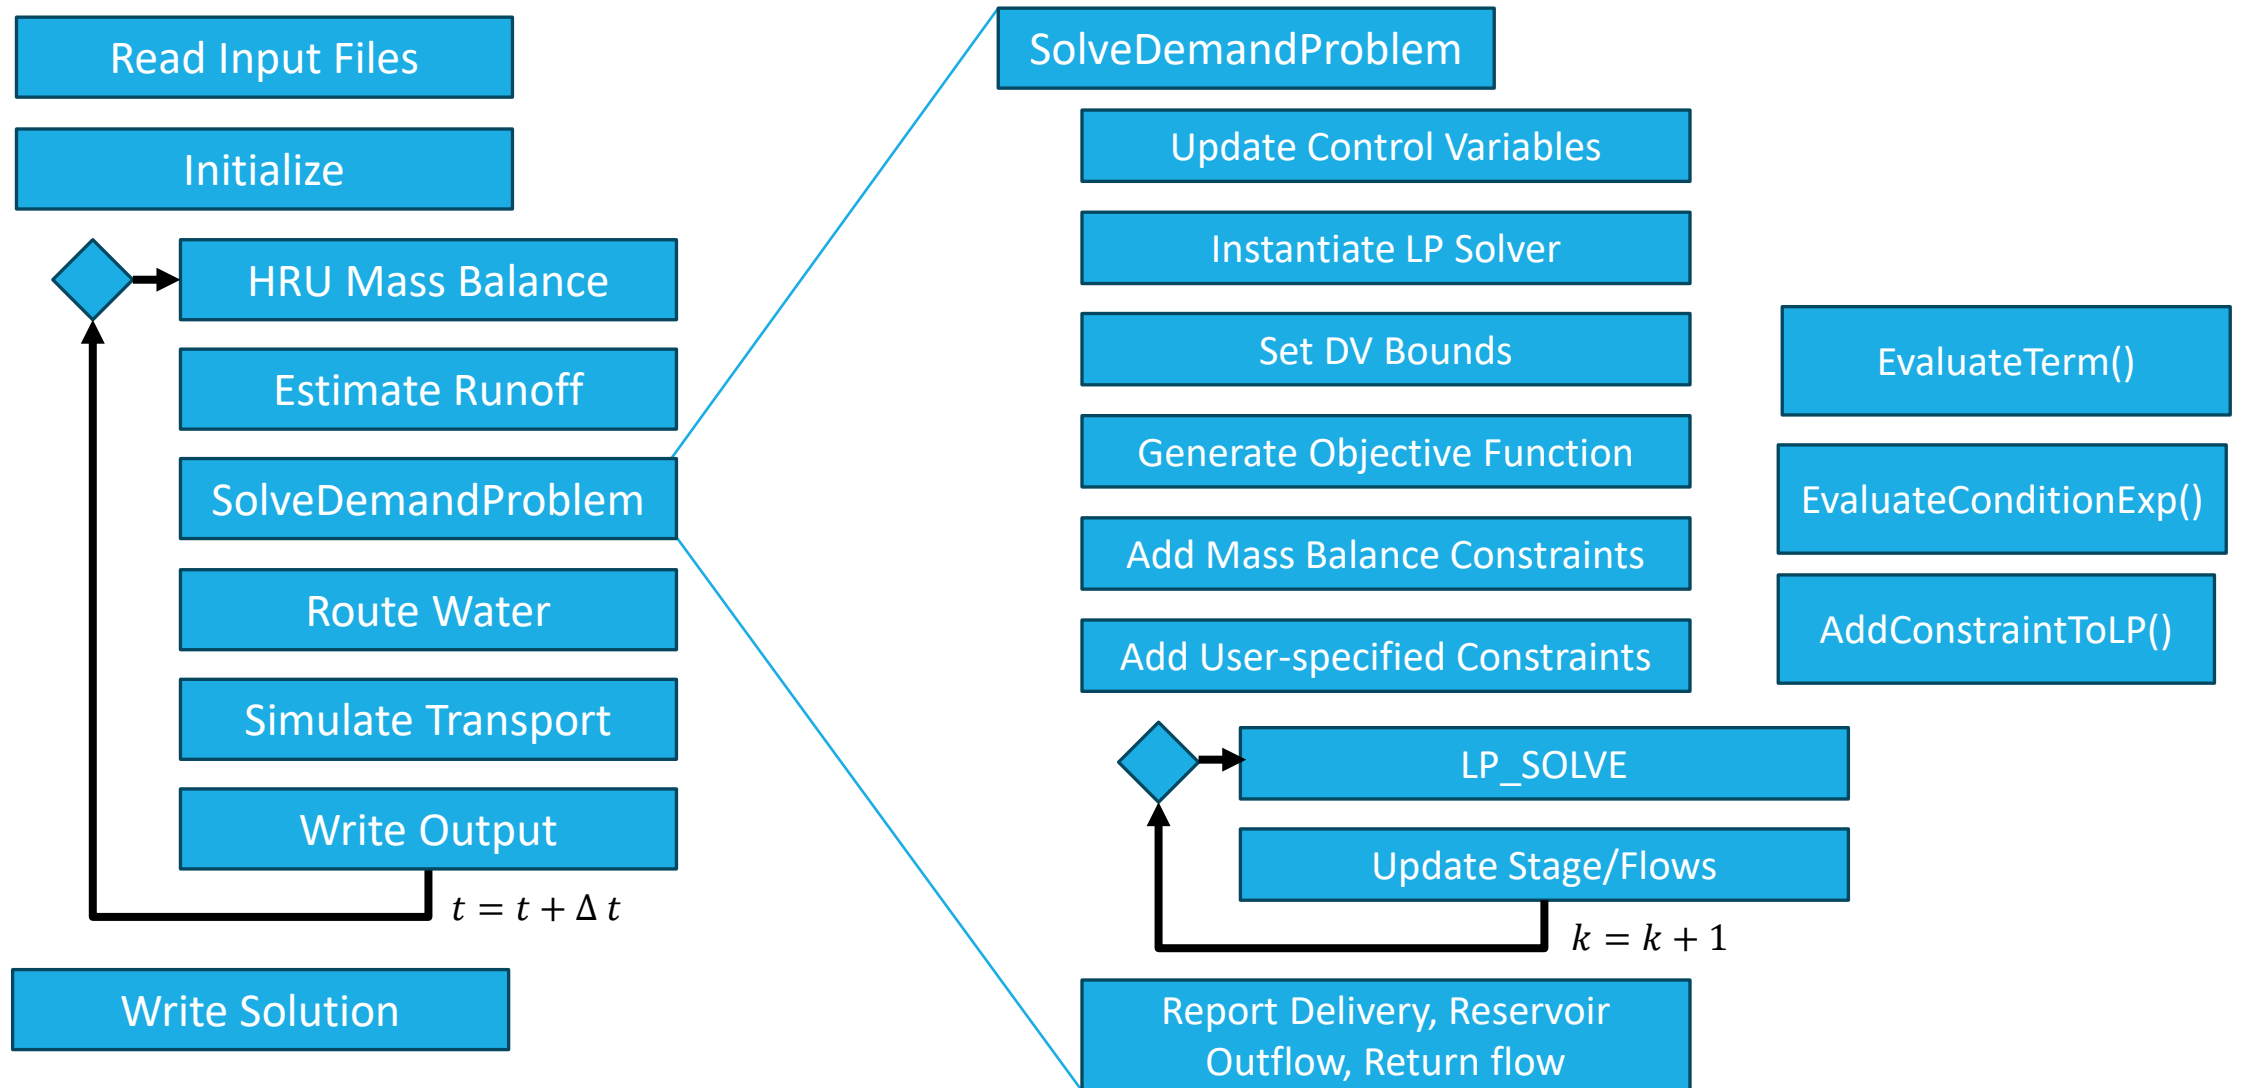 Read Input Files
Initialize
HRU Mass Balance
Estimate Runoff
SolveDemandProblem
Route Water
Simulate Transport
Write Output
t = t + Δ t
Write Solution
SolveDemandProblem
Update Control Variables
Instantiate LP Solver
Set DV Bounds
Generate Objective Function
Add Mass Balance Constraints
Add User-specified Constraints
LP_SOLVE
Update Stage/Flows
k = k + 1
Report Delivery, Reservoir
Outflow, Return flow
EvaluateTerm()
EvaluateConditionExp()
AddConstraintToLP()